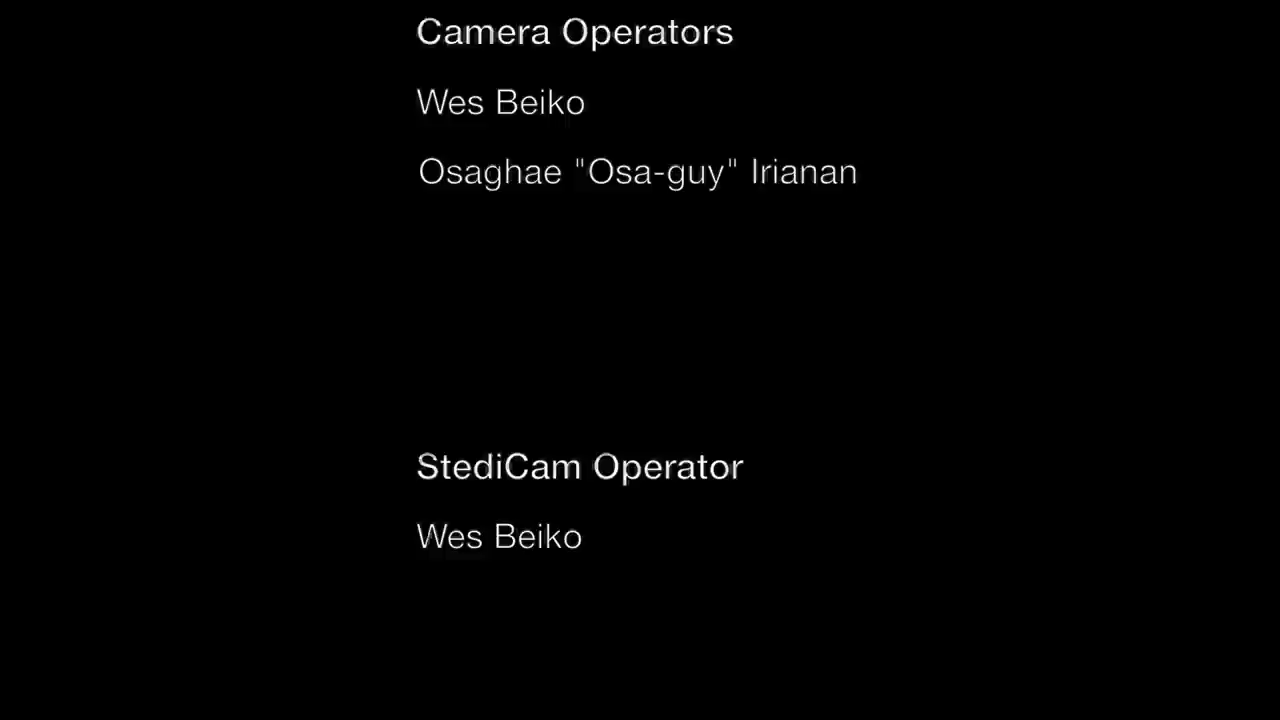 Camera Operators
Wes Beiko
Osaghae "Osa-guy" Irianan
StediCam Operator
Wes Beiko